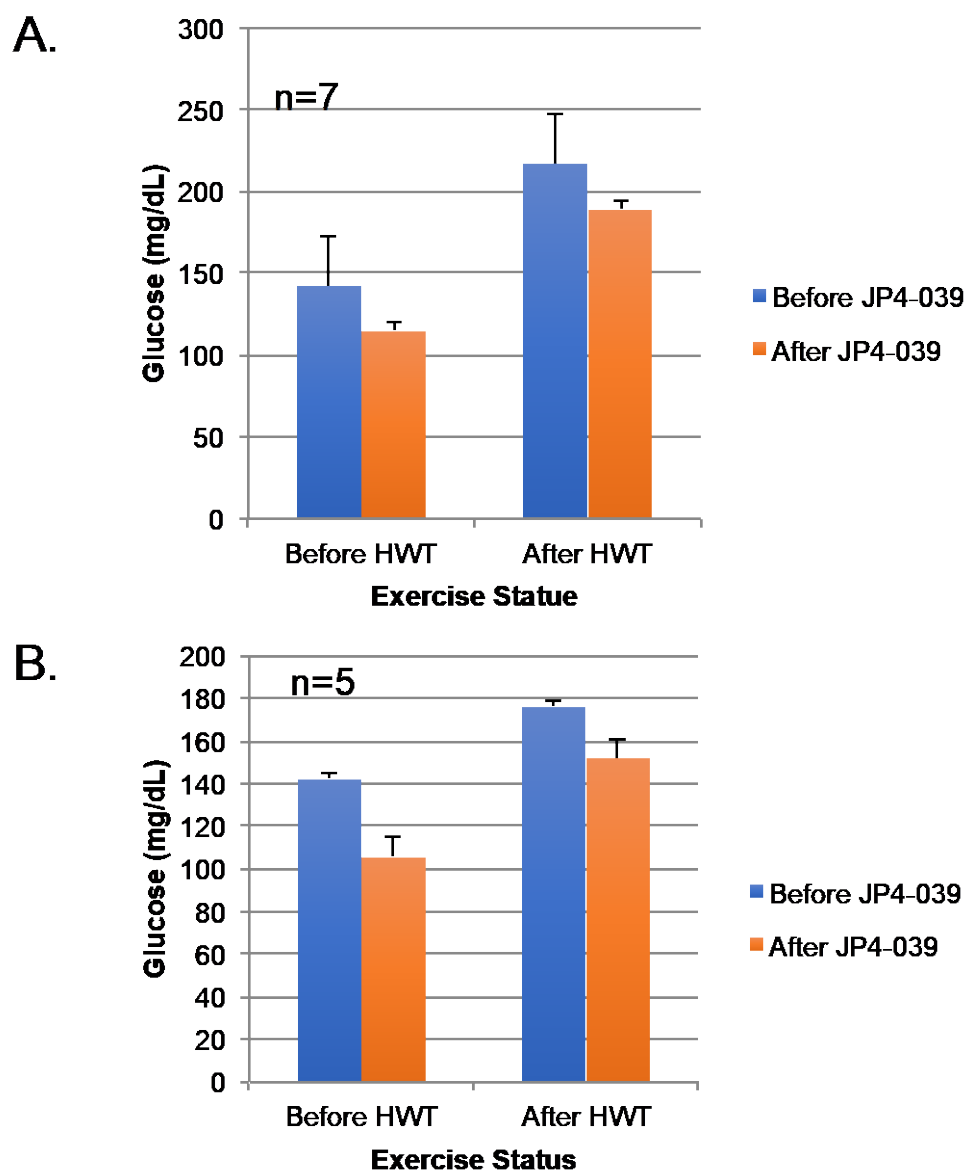 A.
300
250
200
150
100
50
0
n=7
Glucose (mg/dL)
Before JP4-039
After JP4-039
Before HWT
After HWT
Exercise Statue
B.
200
180
160
140
120
100
80
60
40
20
0
n=5
Glucose (mg/dL)
Before JP4-039
After JP4-039
Before HWT
After HWT
Exercise Status